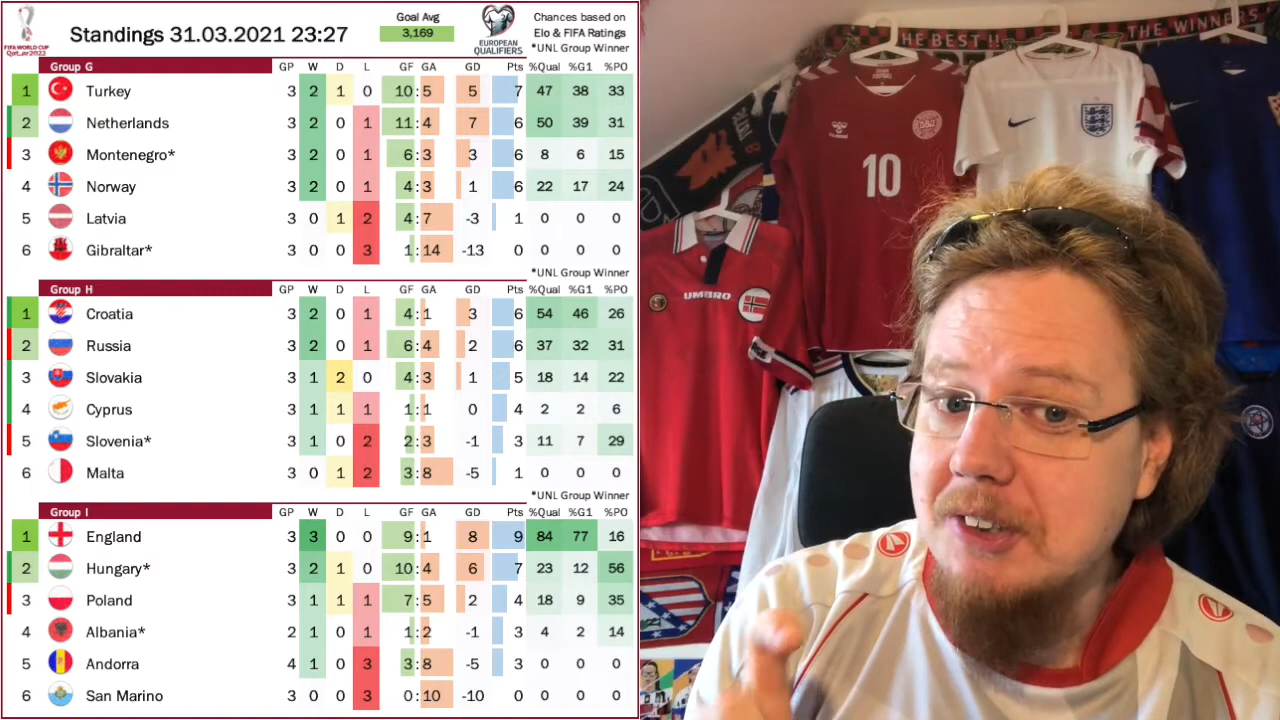 FIFA WORLD CUP
Qatar2022
Standings 31.03.2021 23:27
Goal Avg
3,169
EUROPEAN
QUALIFIERS
Chances based on
Elo & FIFA Ratings
*UNL Group Winner
Group G GP W D L GF GA GD Pts %Qual %G1 %PO
1 Turkey 3 2 1 0 10:5 5 7 47 38 33
2 Netherlands 3 2 0 1 11:4 7 6 50 39 31
3 Montenegro* 3 2 0 1 6:3 3 6 8 6 15
4 Norway 3 2 0 1 4:3 1 6 22 17 24
5 Latvia 3 0 1 2 4:7 -3 1 0 0 0
6 Gibraltar* 3 0 0 3 1:14 -13 0 0 0 0
*UNL Group Winner
Group H GP W D L GF GA GD Pts %Qual %G1 %PO
1 Croatia 3 2 0 1 4:1 3 6 54 46 26
2 Russia 3 2 0 1 6:4 2 6 37 32 31
3 Slovakia 3 1 2 0 4:3 1 5 18 14 22
4 Cyprus 3 1 1 1 1:1 0 4 2 2 6
5 Slovenia* 3 1 0 2 2:3 -1 3 11 7 29
6 Malta 3 0 1 2 3:8 -5 1 0 0 0
*UNL Group Winner
Group I GP W D L GF GA GD Pts %Qual %G1 %PO
1 England 3 3 0 0 9:1 8 9 84 77 16
2 Hungary* 3 2 1 0 10:4 6 7 23 12 56
3 Poland 3 1 1 1 7:5 2 4 18 9 35
4 Albania* 2 1 0 1 1:2 -1 3 4 2 14
5 Andorra 4 1 0 3 3:8 -5 3 0 0 0
6 San Marino 3 0 0 3 0:10 -10 0 0 0 0
THE BEST !!
THE WINNERS
10
UMBRO